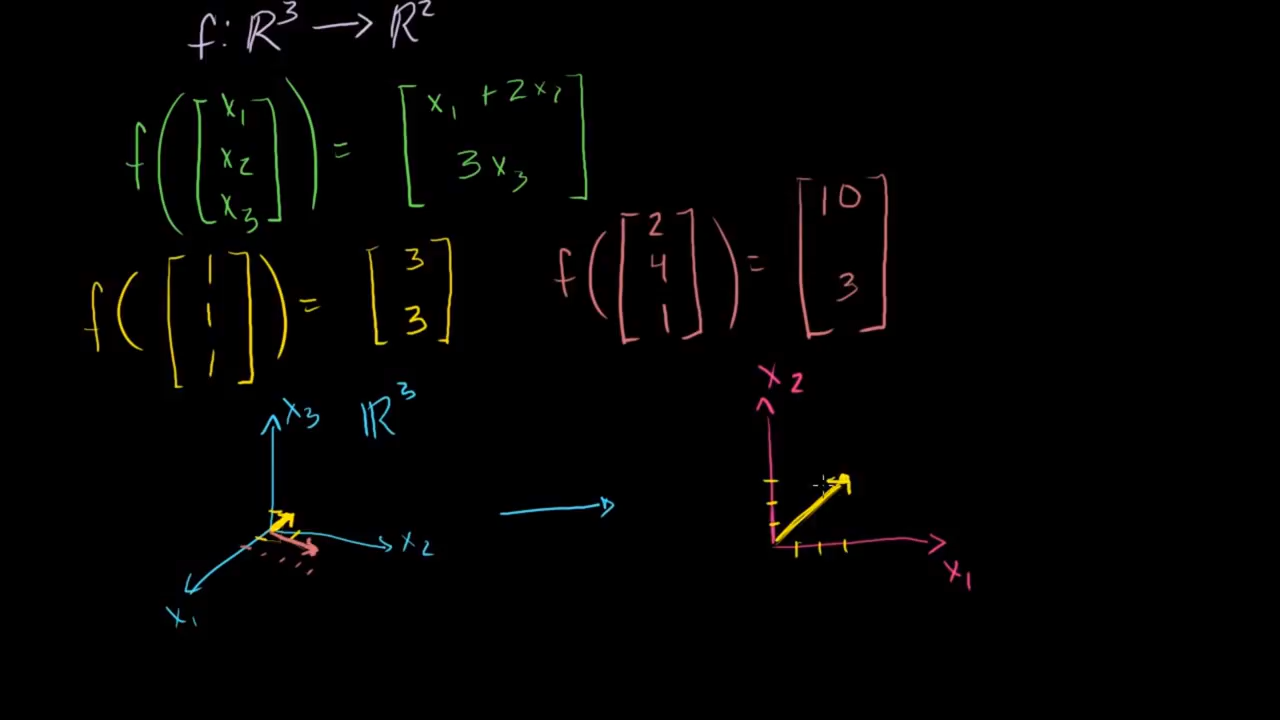 f: ℝ³ → ℝ²
f([x₁ x₂ x₃]) = [x₁ + 2x₂ 3x₃]
f([1 1 1]) = [3 3]
f([2 4 1]) = [10 3]
x₃ ℝ³
x₂
x₁
x₂
x₁